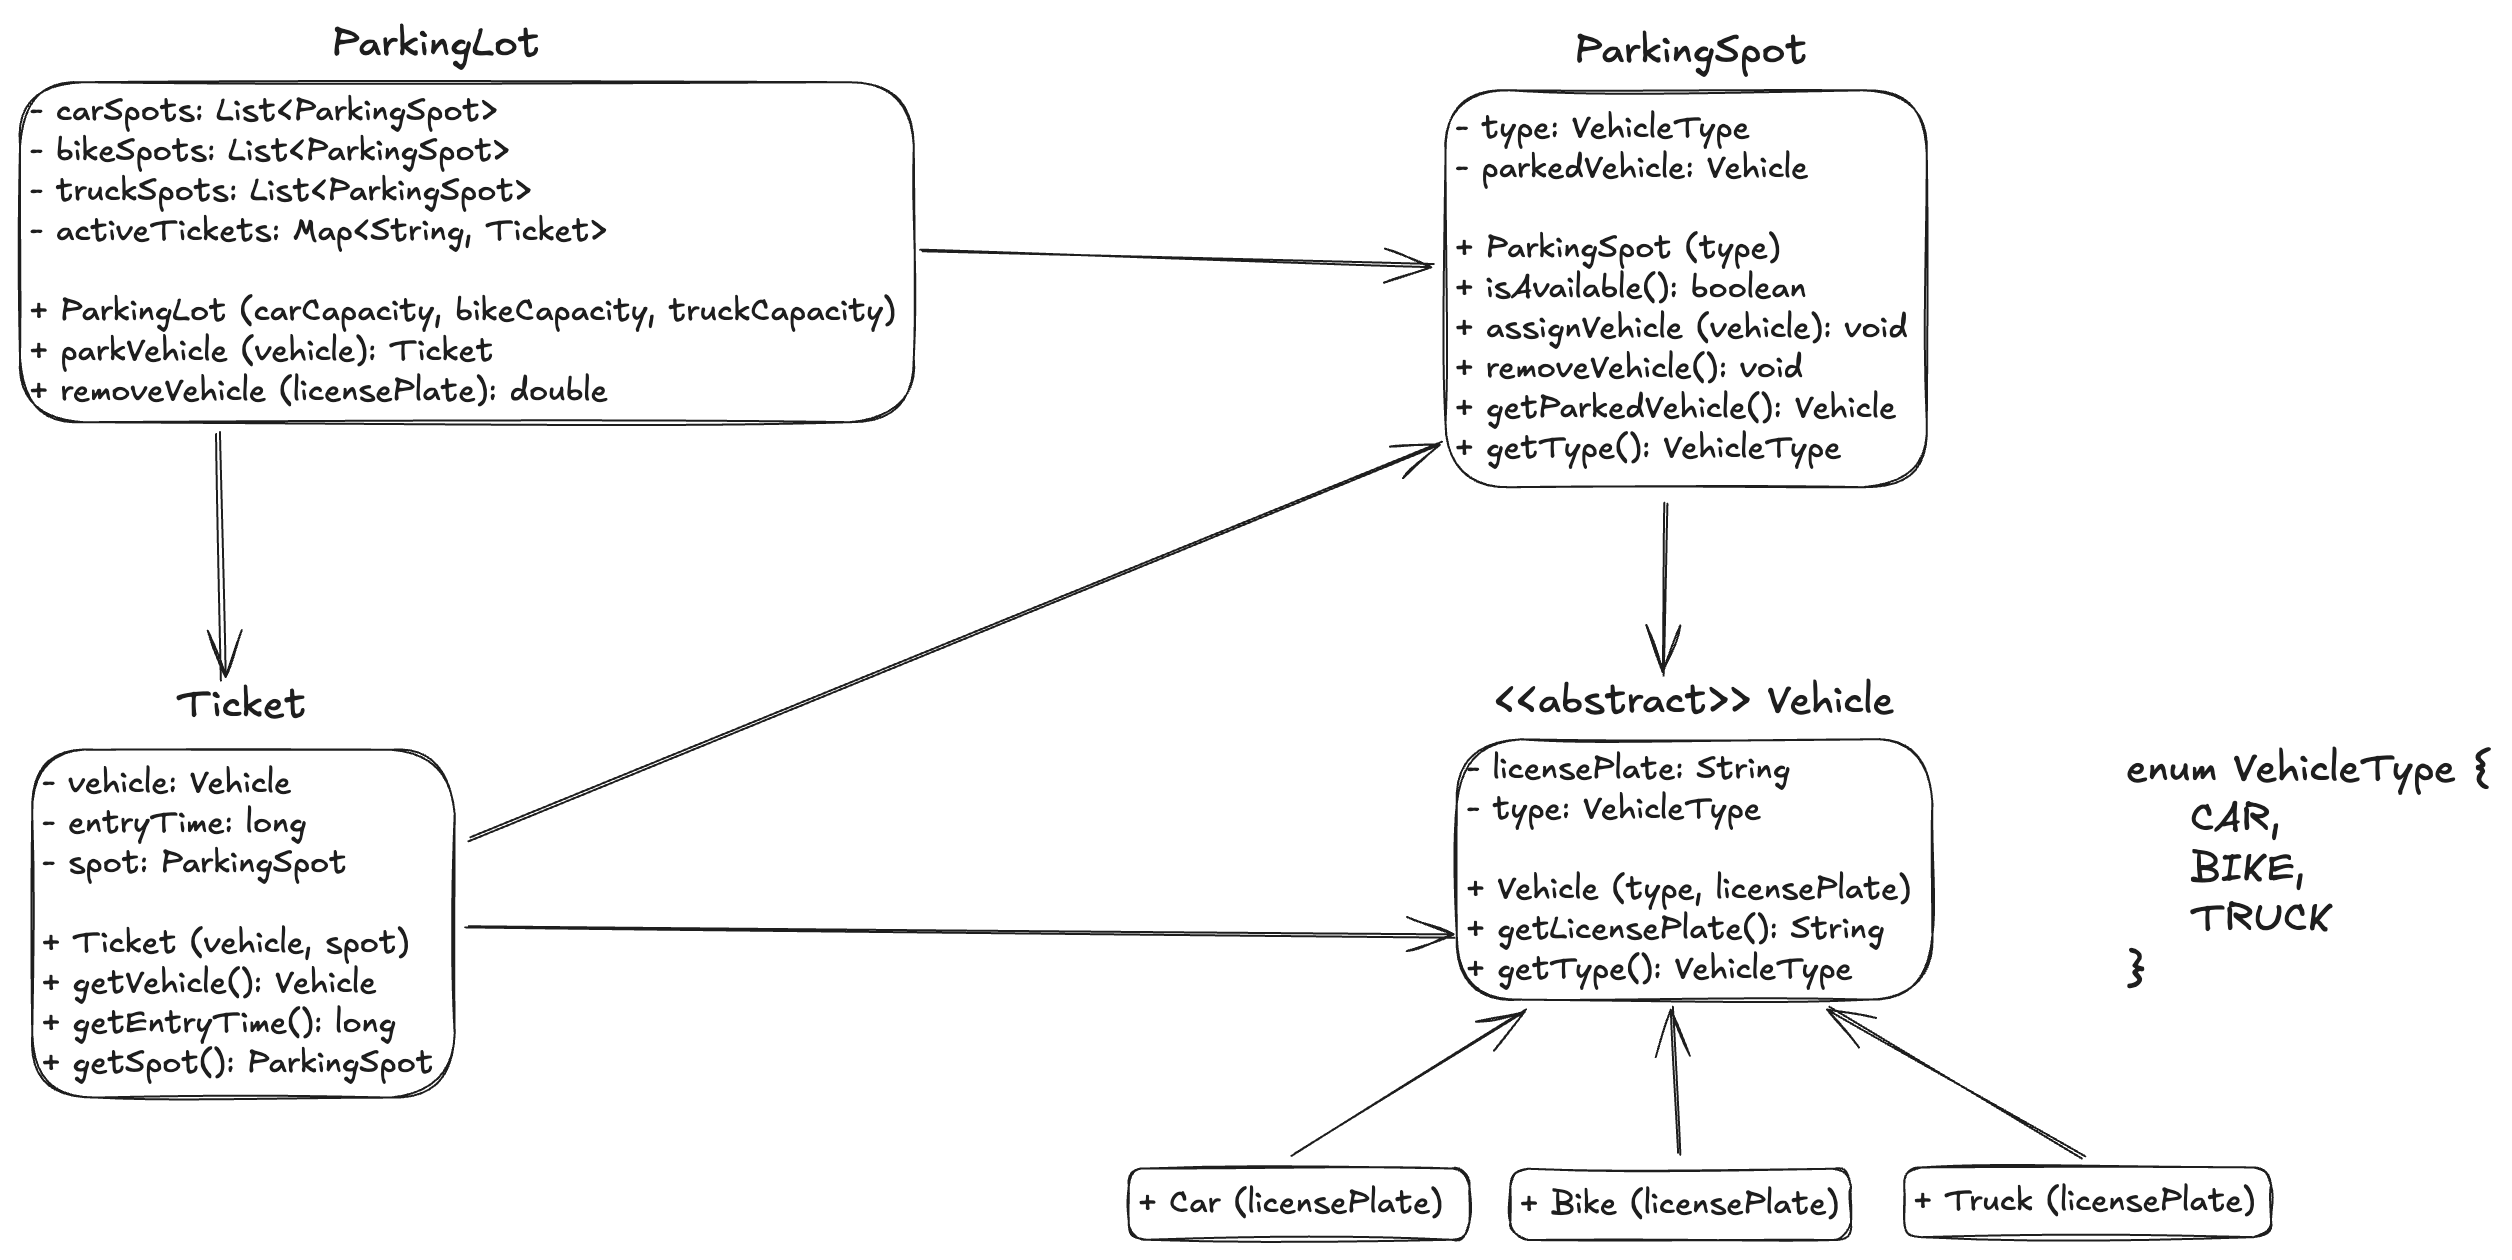 ParkingLot
- carSpots: List<ParkingSpot>
- bikeSpots: List<ParkingSpot>
- truckSpots: List<ParkingSpot>
- activeTickets: Map<String, Ticket>
+ ParkingLot (carCapacity, bikeCapacity, truckCapacity)
+ parkVehicle (vehicle): Ticket
+ removeVehicle (licensePlate): double
ParkingSpot
- type: VehicleType
- parkedVehicle: Vehicle
+ ParkingSpot (type)
+ isAvailable(): boolean
+ assignVehicle (vehicle): void
+ removeVehicle(): void
+ getParkedVehicle(): Vehicle
+ getType(): VehicleType
Ticket
- vehicle: Vehicle
- entryTime: long
- spot: ParkingSpot
+ Ticket (vehicle, spot)
+ getVehicle(): Vehicle
+ getEntryTime(): long
+ getSpot(): ParkingSpot
<<abstract>> Vehicle
- licensePlate: String
- type: VehicleType
+ Vehicle (type, licensePlate)
+ getLicensePlate(): String
+ getType(): VehicleType
enum VehicleType {
CAR,
BIKE,
TRUCK
}
+ Car (licensePlate)
+ Bike (licensePlate)
+ Truck (licensePlate)